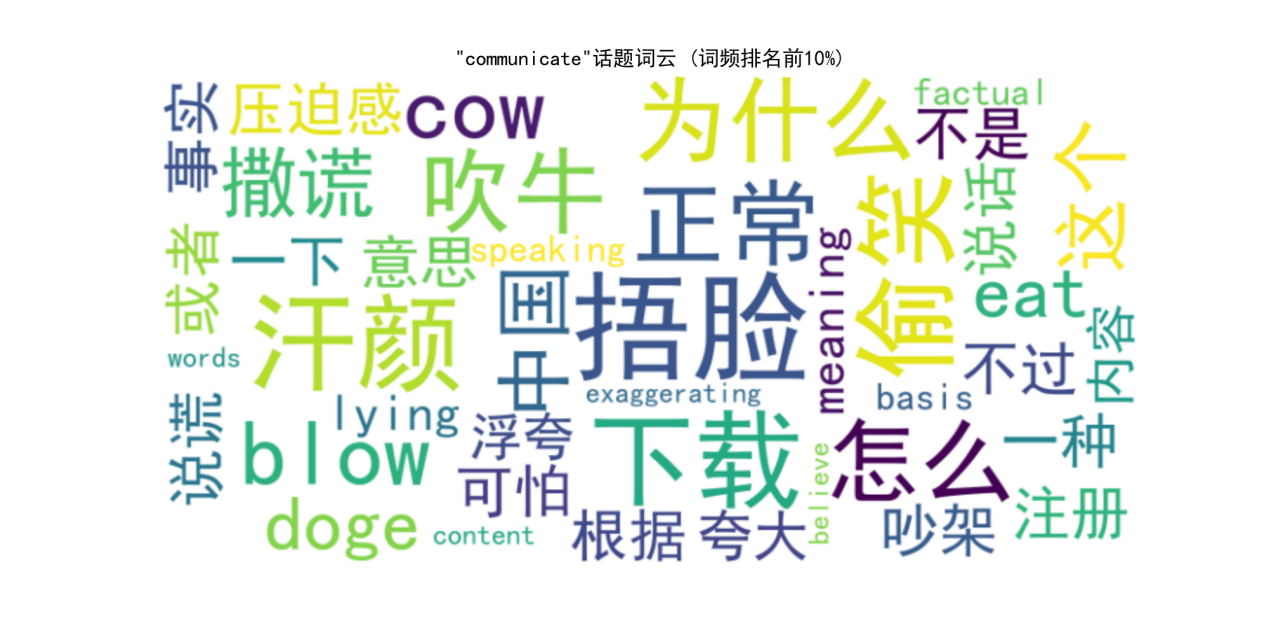 "communicate"话题词云 (词频排名前10%)
事实
压迫感
cow
为什么
factual
不是
这个
撒谎
吹牛
正常
偷笑
说话
或者
一下
意思
speaking
中国
捂脸
meaning
eat
汗颜
words
exaggerating
basis
不过
内容
说谎
lying
blow
浮夸
下载
believe
怎么
一种
可怕
doge
content
根据
夸大
吵架
注册